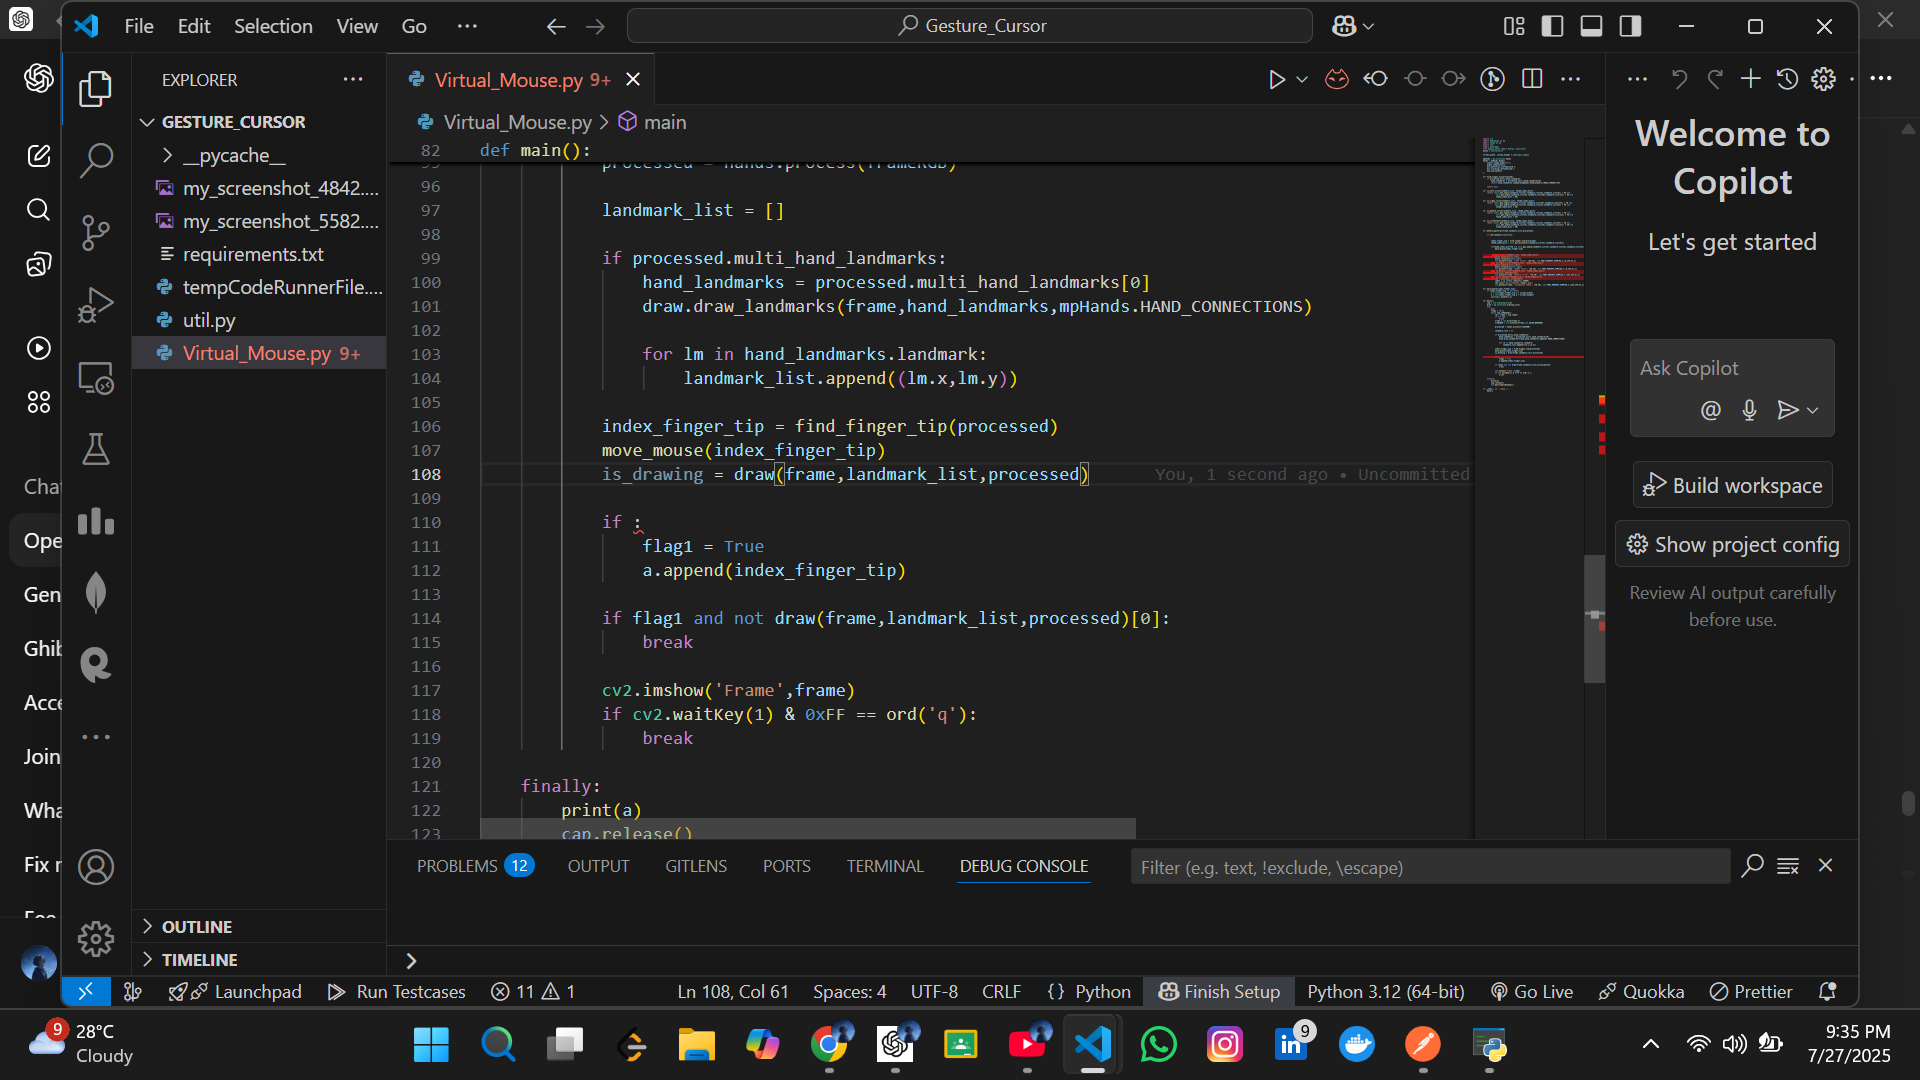 File Edit Selection View Go ··· Gesture_Cursor
EXPLORER
GESTURE_CURSOR
__pycache__
my_screenshot_4842....
my_screenshot_5582....
requirements.txt
tempCodeRunnerFile....
util.py
Virtual_Mouse.py 9+
OUTLINE
TIMELINE
Virtual_Mouse.py 9+
Virtual_Mouse.py > main
82 def main():
96
97 landmark_list = []
98
99 if processed.multi_hand_landmarks:
100 hand_landmarks = processed.multi_hand_landmarks[0]
101 draw.draw_landmarks(frame,hand_landmarks,mpHands.HAND_CONNECTIONS)
102
103 for lm in hand_landmarks.landmark:
104 landmark_list.append((lm.x,lm.y))
105
106 index_finger_tip = find_finger_tip(processed)
107 move_mouse(index_finger_tip)
108 is_drawing = draw(frame,landmark_list,processed) You, 1 second ago • Uncommitted
109
110 if :
111 flag1 = True
112 a.append(index_finger_tip)
113
114 if flag1 and not draw(frame,landmark_list,processed)[0]:
115 break
116
117 cv2.imshow('Frame',frame)
118 if cv2.waitKey(1) & 0xFF == ord('q'):
119 break
120
121 finally:
122 print(a)
123 cap.release()
PROBLEMS 12 OUTPUT GITLENS PORTS TERMINAL DEBUG CONSOLE Filter (e.g. text, !exclude, \escape)
Welcome to
Copilot
Let's get started
Ask Copilot
Build workspace
Show project config
Review AI output carefully
before use.
Chat
Ope
Gen
Ghib
Acce
Join
Wha
Fix r
Launchpad Run Testcases 11 1 Ln 108, Col 61 Spaces: 4 UTF-8 CRLF {} Python Finish Setup Python 3.12 (64-bit) Go Live Quokka Prettier
9 28°C
Cloudy
9
9:35 PM
7/27/2025